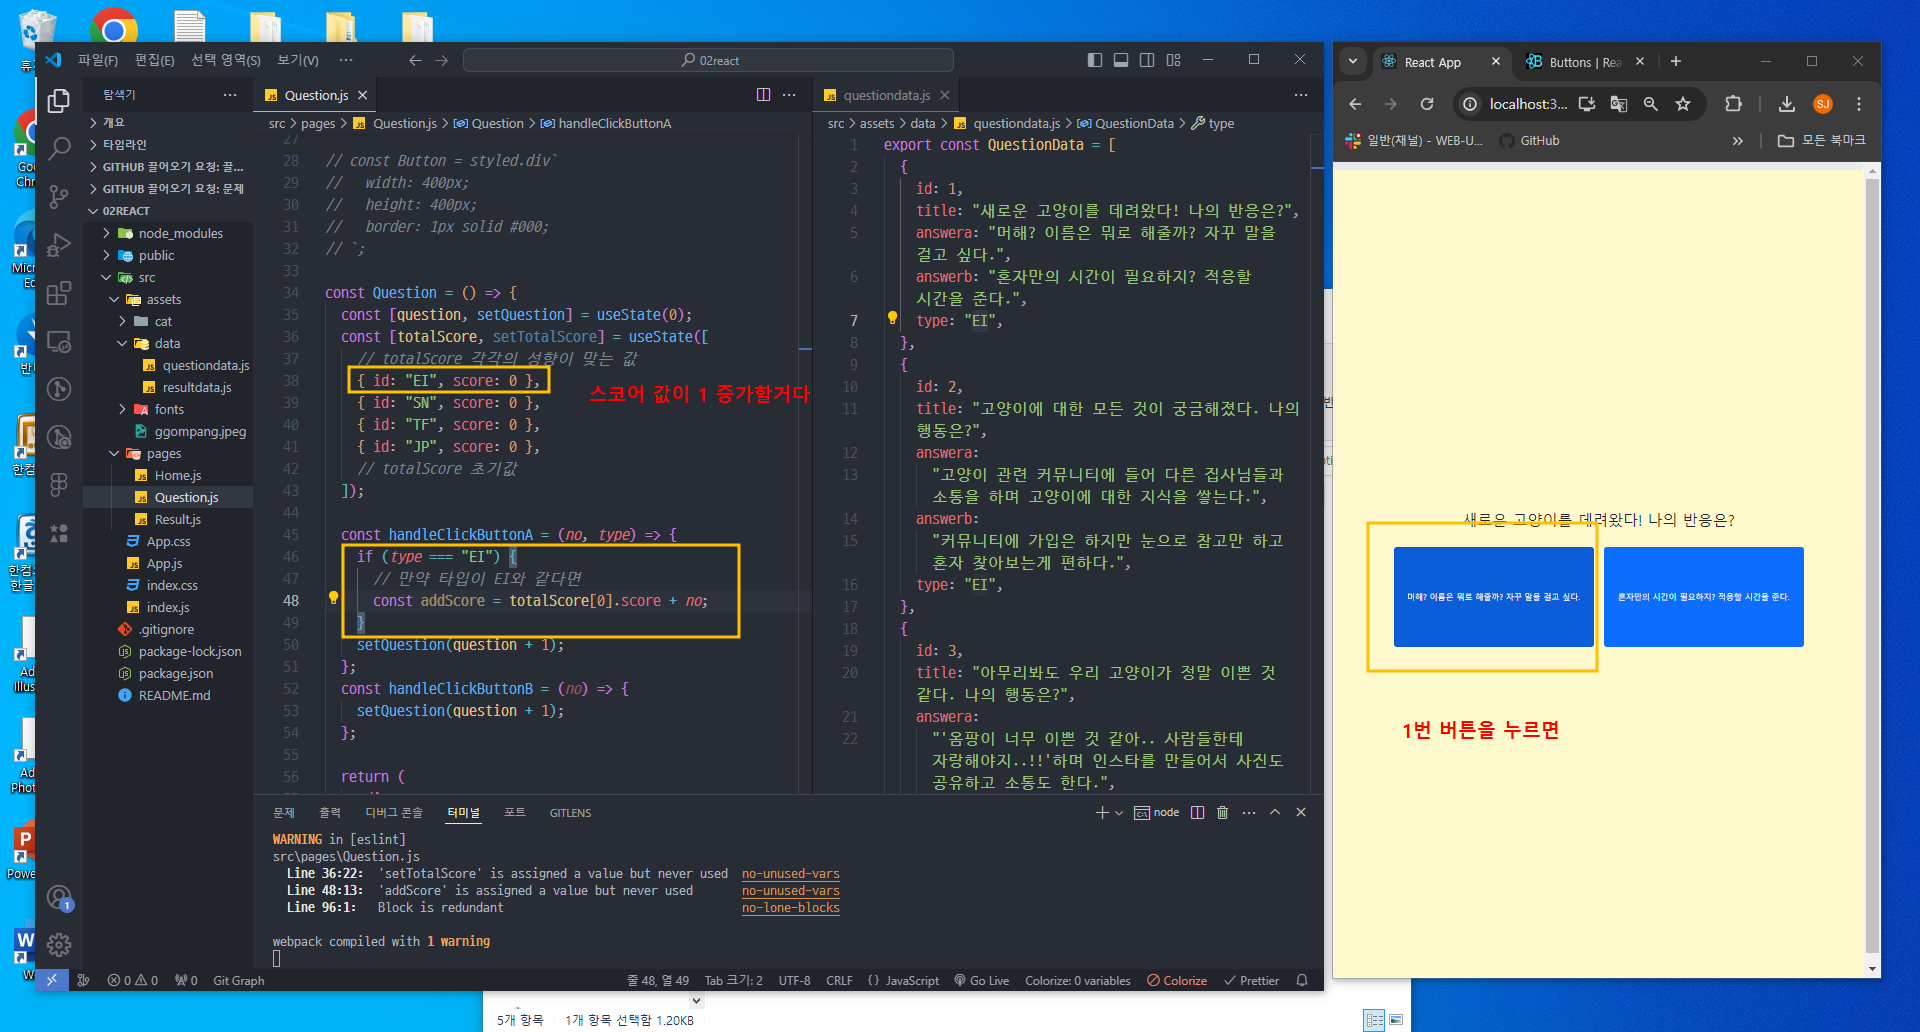 파일(F) 편집(E) 선택 영역(S) 보기(V) ···
02react
탐색기
개요
타임라인
GITHUB 끌어오기 요청: 끌...
GITHUB 끌어오기 요청: 문제
02REACT
node_modules
public
src
assets
cat
data
questiondata.js
resultdata.js
fonts
ggompang.jpeg
pages
Home.js
Question.js
Result.js
App.css
App.js
index.css
index.js
.gitignore
package-lock.json
package.json
README.md
Question.js
src > pages > Question.js > Question > handleClickButtonA
27
28 // const Button = styled.div`
29 //   width: 400px;
30 //   height: 400px;
31 //   border: 1px solid #000;
32 // `;
33
34 const Question = () => {
35   const [question, setQuestion] = useState(0);
36   const [totalScore, setTotalScore] = useState([
37     // totalScore 각각의 성향이 맞는 값
38     { id: "EI", score: 0 },
스코어 값이 1 증가할거다
39     { id: "SN", score: 0 },
40     { id: "TF", score: 0 },
41     { id: "JP", score: 0 },
42     // totalScore 초기값
43   ]);
44
45   const handleClickButtonA = (no, type) => {
46     if (type === "EI") {
47       // 만약 타입이 EI와 같다면
48       const addScore = totalScore[0].score + no;
49     }
50     setQuestion(question + 1);
51   };
52   const handleClickButtonB = (no) => {
53     setQuestion(question + 1);
54   };
55
56   return (
questiondata.js
src > assets > data > questiondata.js > QuestionData > type
1 export const QuestionData = [
2   {
3     id: 1,
4     title: "새로운 고양이를 데려왔다! 나의 반응은?",
5     answera: "머해? 이름은 뭐로 해줄까? 자꾸 말을
걸고 싶다.",
6     answerb: "혼자만의 시간이 필요하지? 적응할
시간을 준다.",
7     type: "EI",
8   },
9   {
10     id: 2,
11     title: "고양이에 대한 모든 것이 궁금해졌다. 나의
행동은?",
12     answera:
13       "고양이 관련 커뮤니티에 들어 다른 집사님들과
소통을 하며 고양이에 대한 지식을 쌓는다.",
14     answerb:
15       "커뮤니티에 가입은 하지만 눈으로 참고만 하고
혼자 찾아보는게 편하다.",
16     type: "EI",
17   },
18   {
19     id: 3,
20     title: "아무리봐도 우리 고양이가 정말 이쁜 것
같다. 나의 행동은?",
21     answera:
22       "'옴팡이 너무 이쁜 것 같아.. 사람들한테
자랑해야지..!!'하며 인스타를 만들어서 사진도
공유하고 소통도 한다.",
문제 출력 디버그 콘솔 터미널 포트 GITLENS
node
WARNING in [eslint]
src\pages\Question.js
Line 36:22:  'setTotalScore' is assigned a value but never used  no-unused-vars
Line 48:13:  'addScore' is assigned a value but never used  no-unused-vars
Line 96:1:   Block is redundant  no-lone-blocks
webpack compiled with 1 warning
1
0 0 0 Git Graph
줄 48, 열 49 Tab 크기: 2 UTF-8 CRLF {} JavaScript Go Live Colorize: 0 variables Colorize Prettier
React App Buttons | Rea
localhost:3... SJ
일반(채널) - WEB-U... GitHub » 모든 북마크
새로운 고양이를 데려왔다! 나의 반응은?
머해? 이름은 뭐로 해줄까? 자꾸 말을 걸고 싶다.
혼자만의 시간이 필요하지? 적응할 시간을 준다.
1번 버튼을 누르면
5개 항목 1개 항목 선택함 1.20KB